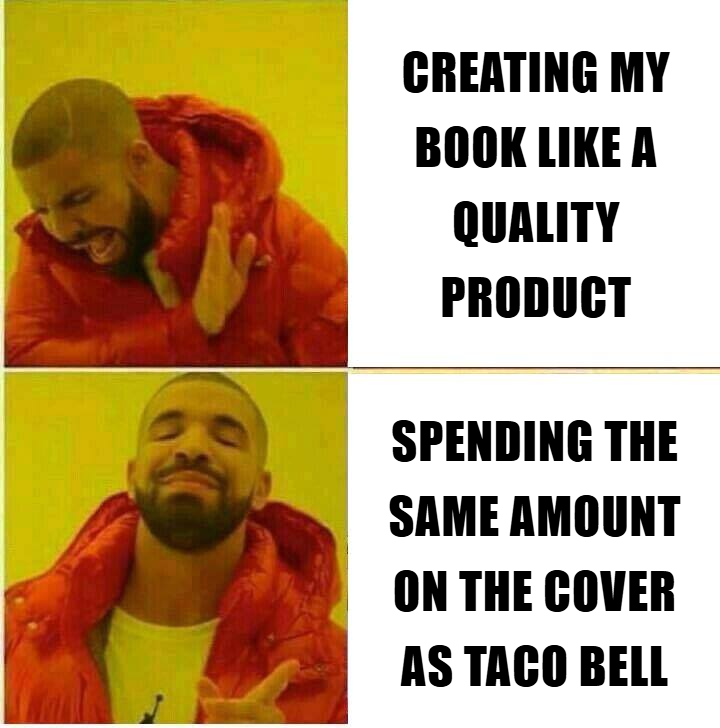 CREATING MY
BOOK LIKE A
QUALITY
PRODUCT
SPENDING THE
SAME AMOUNT
ON THE COVER
AS TACO BELL